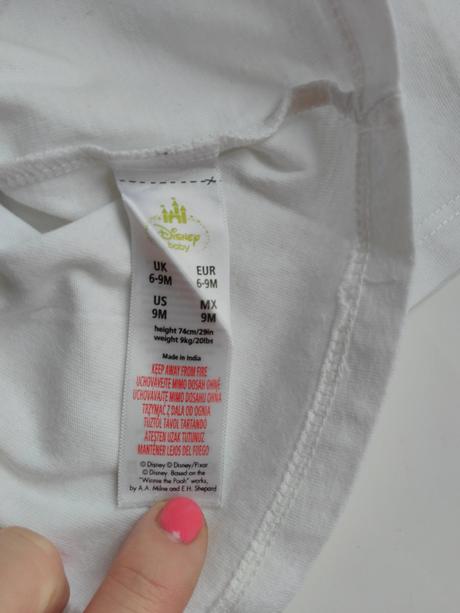 Disney
baby
UK EUR
6-9M 6-9M
US MX
9M 9M
height 74cm/29in
weight 9kg/20lbs
Made in India
KEEP AWAY FROM FIRE
UCHOVÁVEJTE MIMO DOSAH OHNĚ
UCHOVÁVAJTE MIMO DOSAHU OHŇA
TRZYMAĆ Z DALA OD OGNIA
TŰZTŐL TÁVOL TARTANDÓ
ATEŞTEN UZAK TUTUNUZ
MANTÉNER LEJOS DEL FUEGO
© Disney © Disney/Pixar
© Disney. Based on the
"Winnie the Pooh" works,
by A.A. Milne and E.H. Shepard